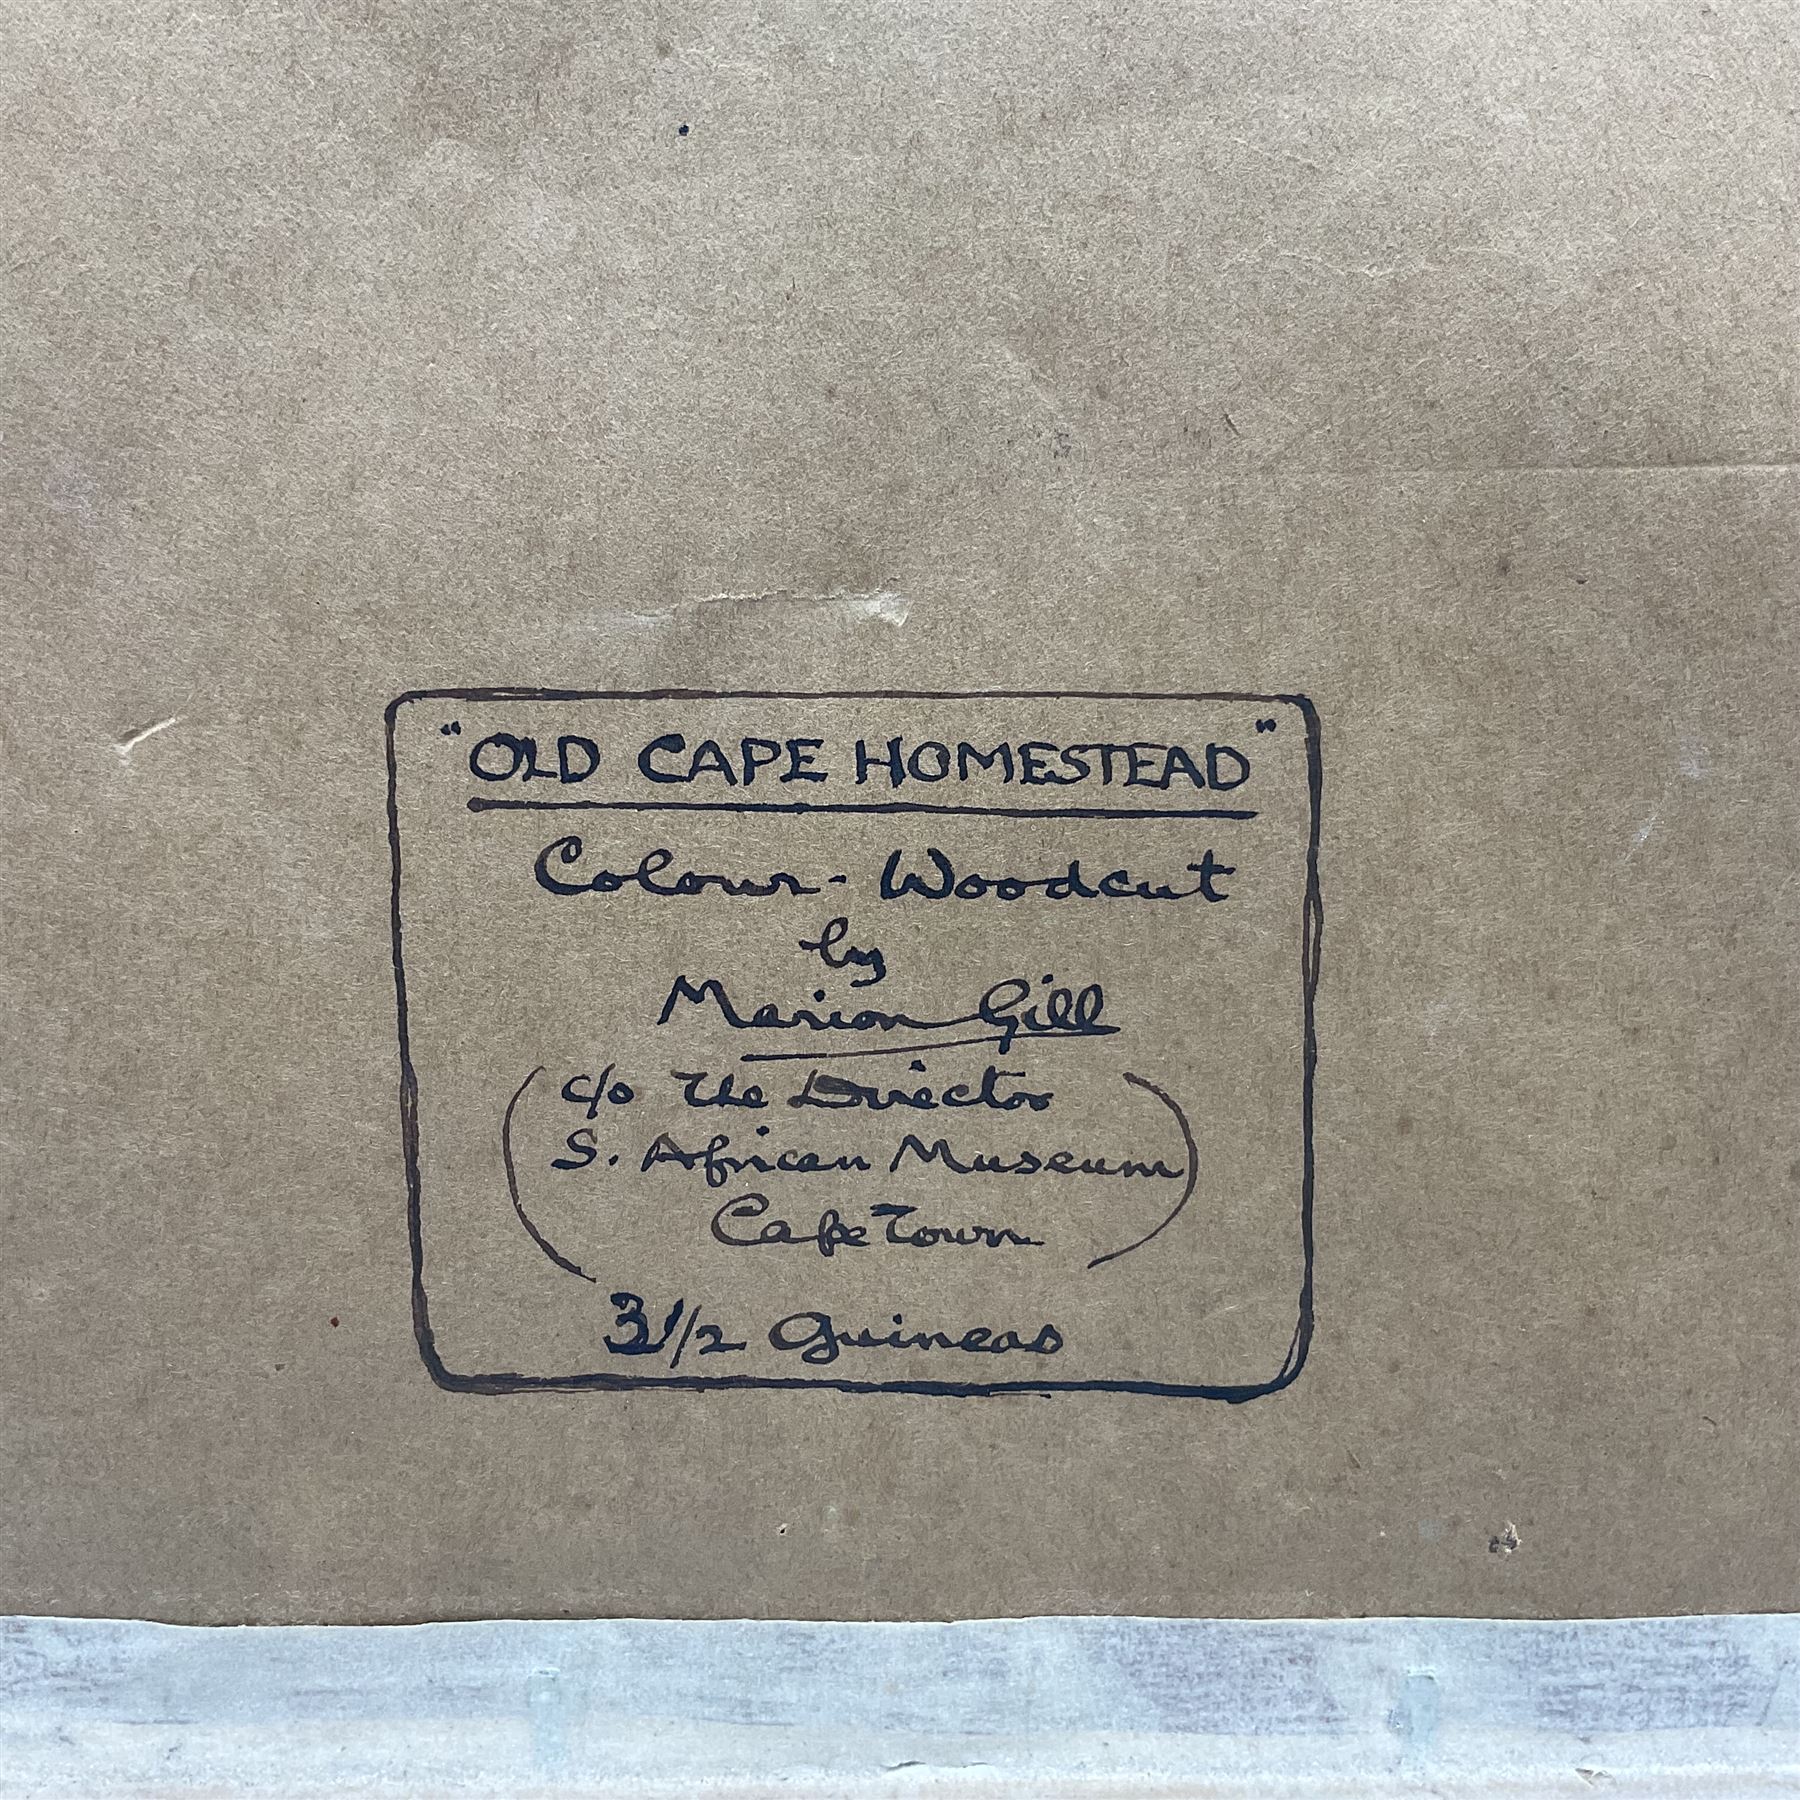 "OLD CAPE HOMESTEAD"
Colour-Woodcut
by
Marion Gill
(c/o The Director
S. African Museum
Cape Town)
3 1/2 Guineas